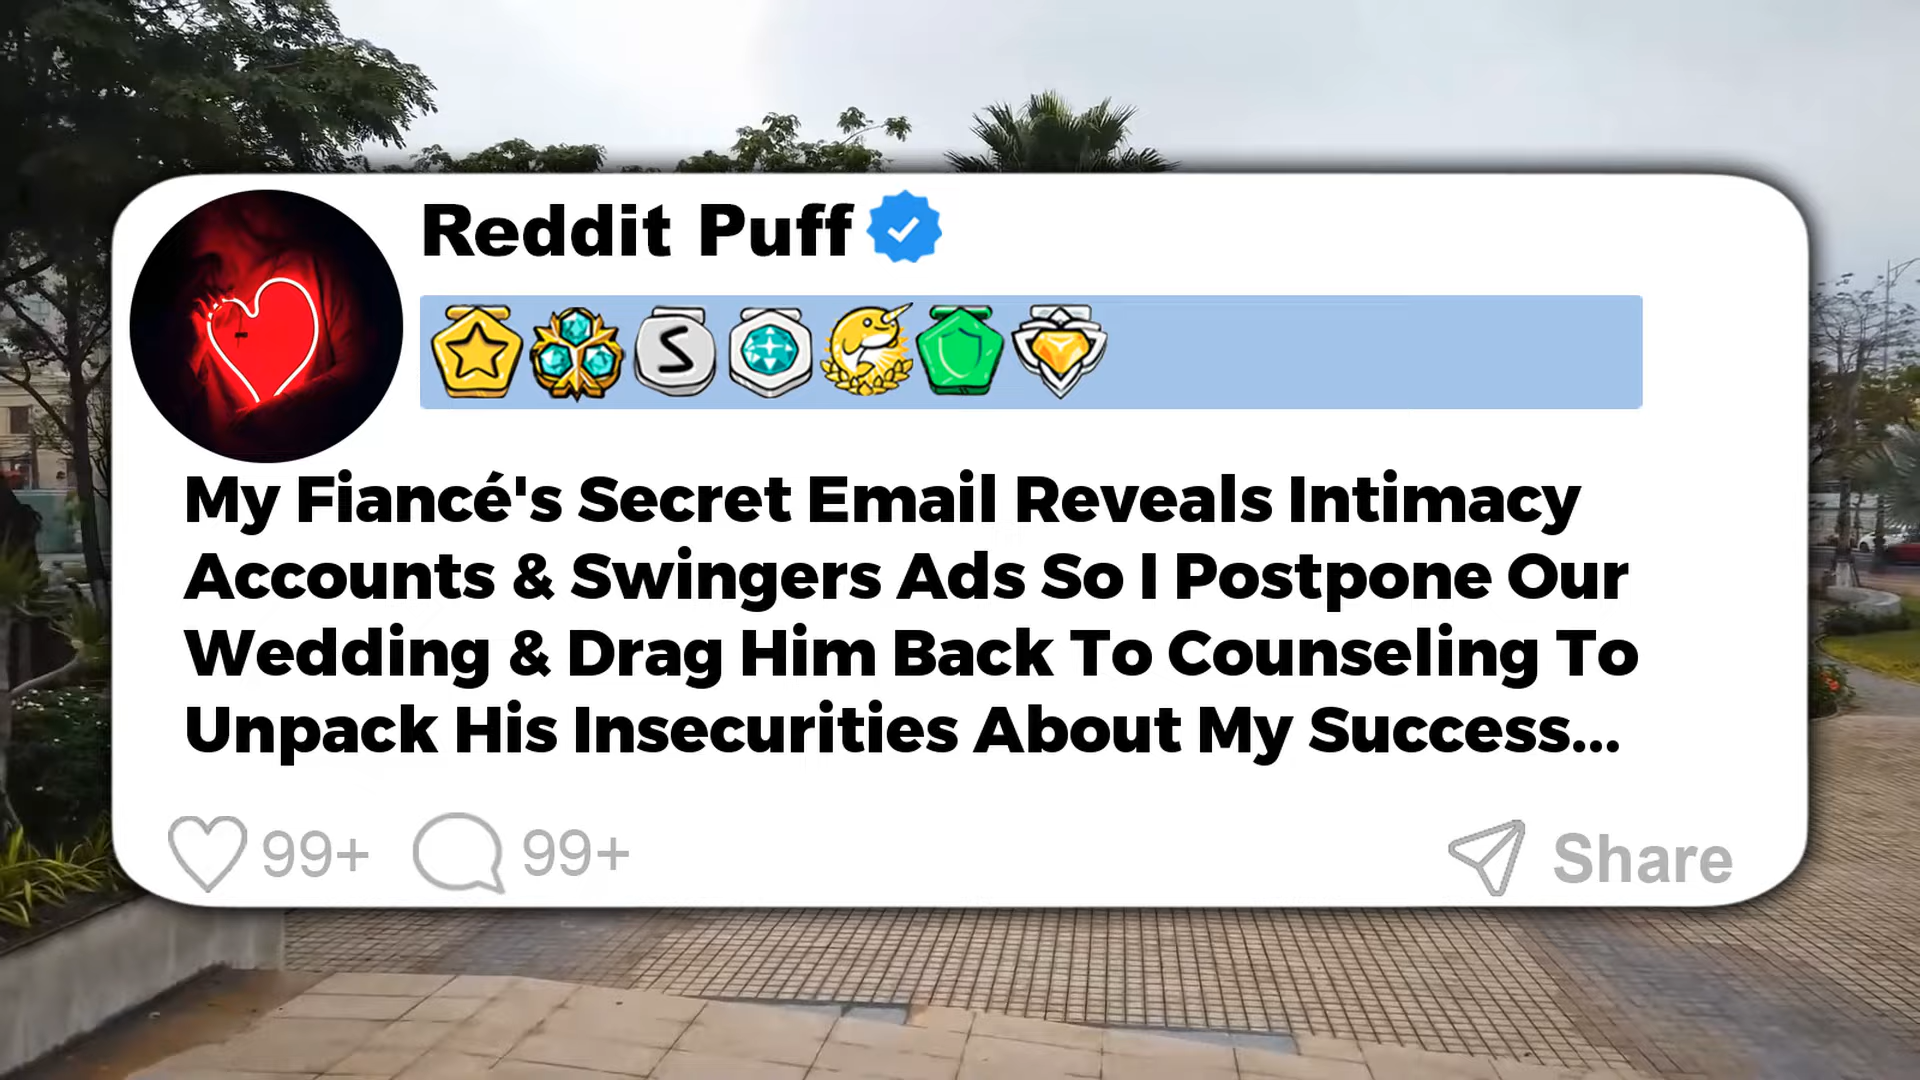 Reddit Puff
S
My Fiancé's Secret Email Reveals Intimacy
Accounts & Swingers Ads So I Postpone Our
Wedding & Drag Him Back To Counseling To
Unpack His Insecurities About My Success...
99+ 99+ Share